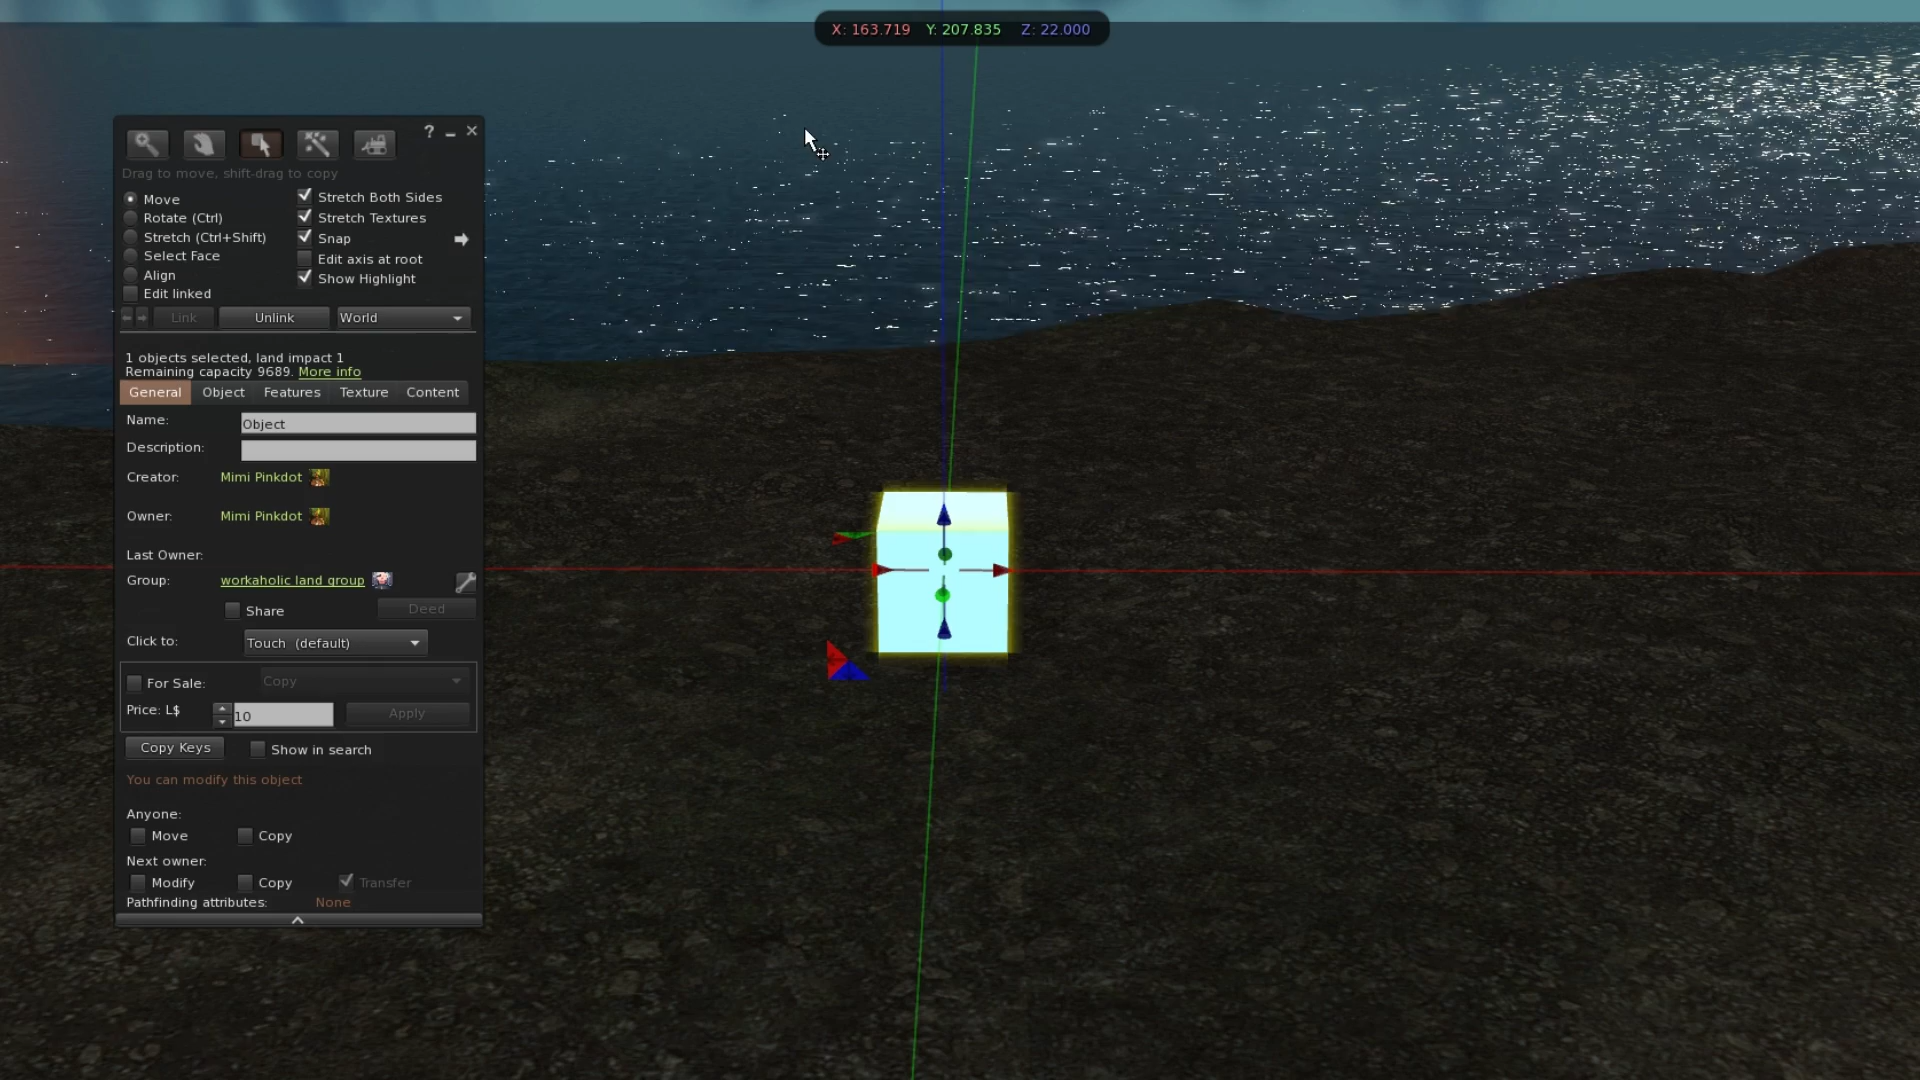 X: 163.719 Y: 207.835 Z: 22.000
?
Drag to move, shift-drag to copy
Move
Rotate (Ctrl)
Stretch (Ctrl+Shift)
Select Face
Align
Edit linked
Stretch Both Sides
Stretch Textures
Snap
Edit axis at root
Show Highlight
Link Unlink World
1 objects selected, land impact 1
Remaining capacity 9689. More info
General Object Features Texture Content
Name: Object
Description:
Creator: Mimi Pinkdot
Owner: Mimi Pinkdot
Last Owner:
Group: workaholic land group
Share Deed
Click to: Touch (default)
For Sale: Copy
Price: L$ 10 Apply
Copy Keys Show in search
You can modify this object
Anyone:
Move Copy
Next owner:
Modify Copy Transfer
Pathfinding attributes: None